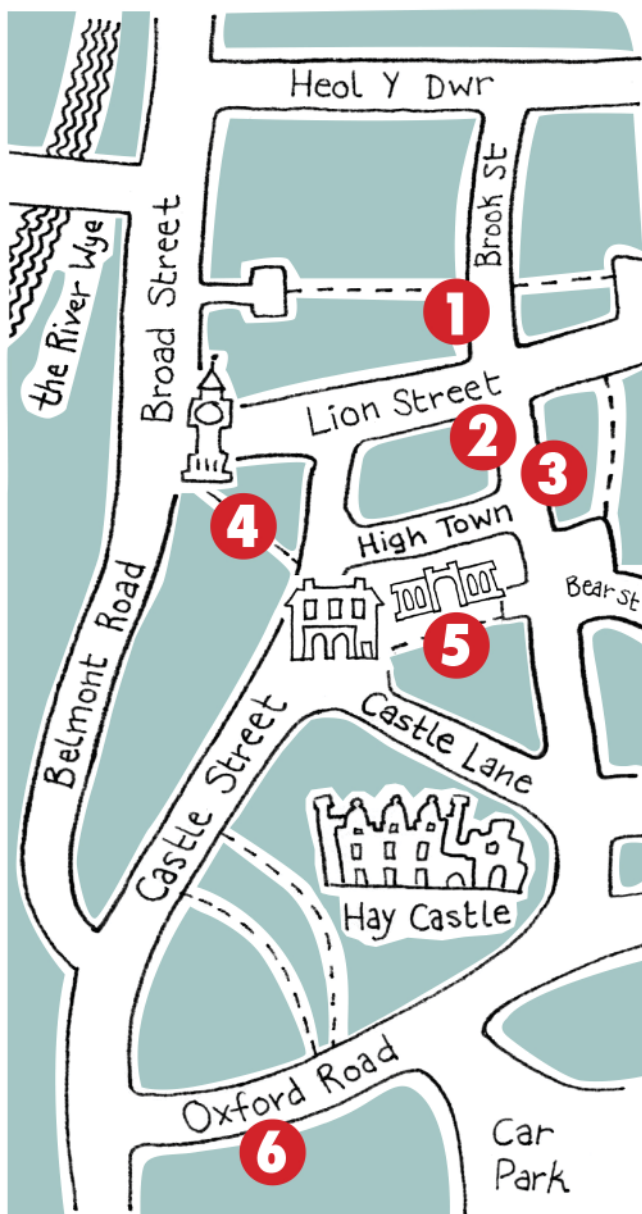 Heol Y Dwr
Brook St
the River Wye
Broad Street
1
Lion Street
2
3
4
High Town
Bear St
5
Belmont Road
Castle Street
Castle Lane
Hay Castle
Oxford Road
6
Car
Park